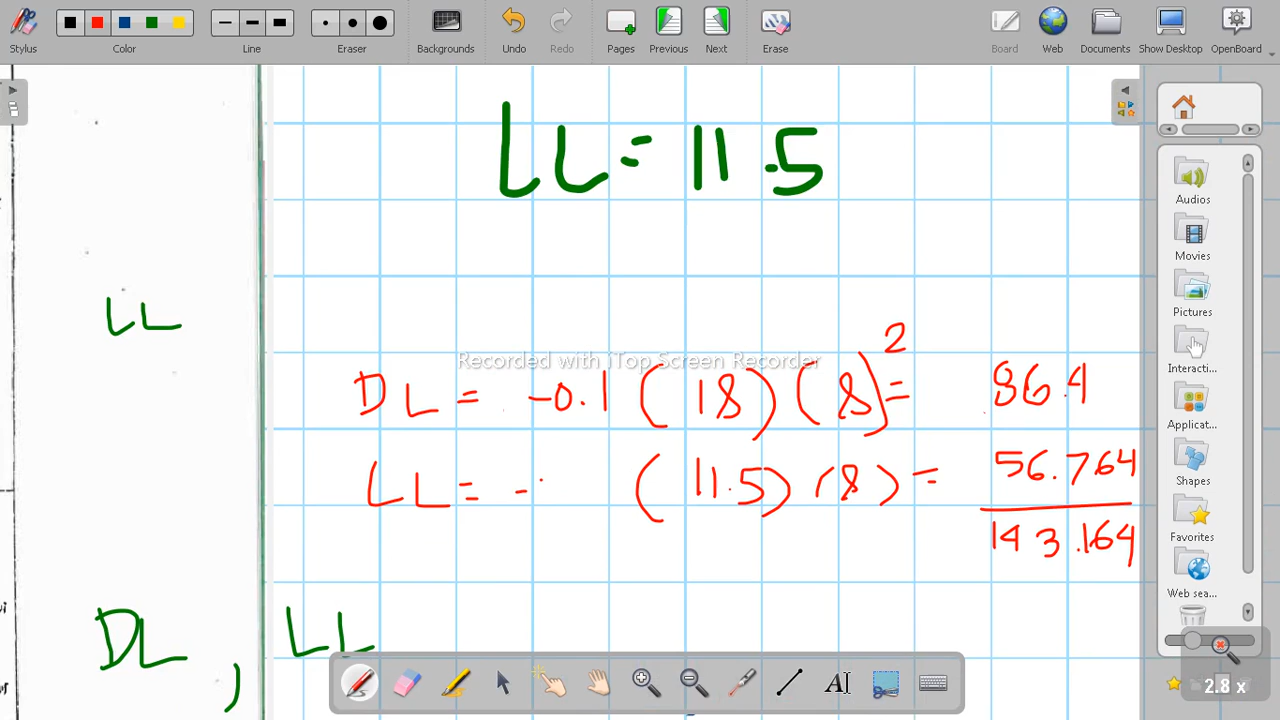 Stylus Color Line Eraser Backgrounds Undo Redo Pages Previous Next Erase Board Web Documents Show Desktop OpenBoard
LL = 11.5
LL
Recorded with iTop Screen Recorder
DL = -0.1 (18) (8)² = 86.4
LL = - (11.5) (8) = 56.764
143.164
DL, LL
Audios
Movies
Pictures
Interacti...
Applicat...
Shapes
Favorites
Web sea...
2.8 x